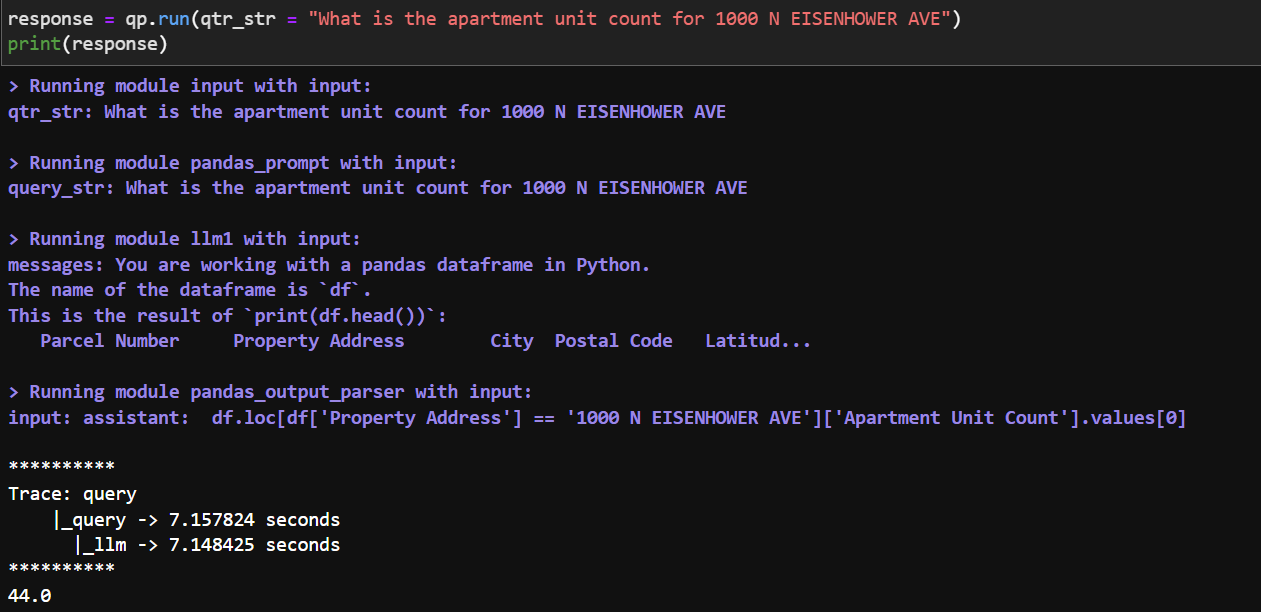 response = qp.run(qtr_str = "What is the apartment unit count for 1000 N EISENHOWER AVE")
print(response)
> Running module input with input:
qtr_str: What is the apartment unit count for 1000 N EISENHOWER AVE
> Running module pandas_prompt with input:
query_str: What is the apartment unit count for 1000 N EISENHOWER AVE
> Running module llm1 with input:
messages: You are working with a pandas dataframe in Python.
The name of the dataframe is `df`.
This is the result of `print(df.head())`:
   Parcel Number     Property Address        City  Postal Code   Latitud...
> Running module pandas_output_parser with input:
input: assistant:  df.loc[df['Property Address'] == '1000 N EISENHOWER AVE']['Apartment Unit Count'].values[0]
**********
Trace: query
    |_query -> 7.157824 seconds
      |_llm -> 7.148425 seconds
**********
44.0